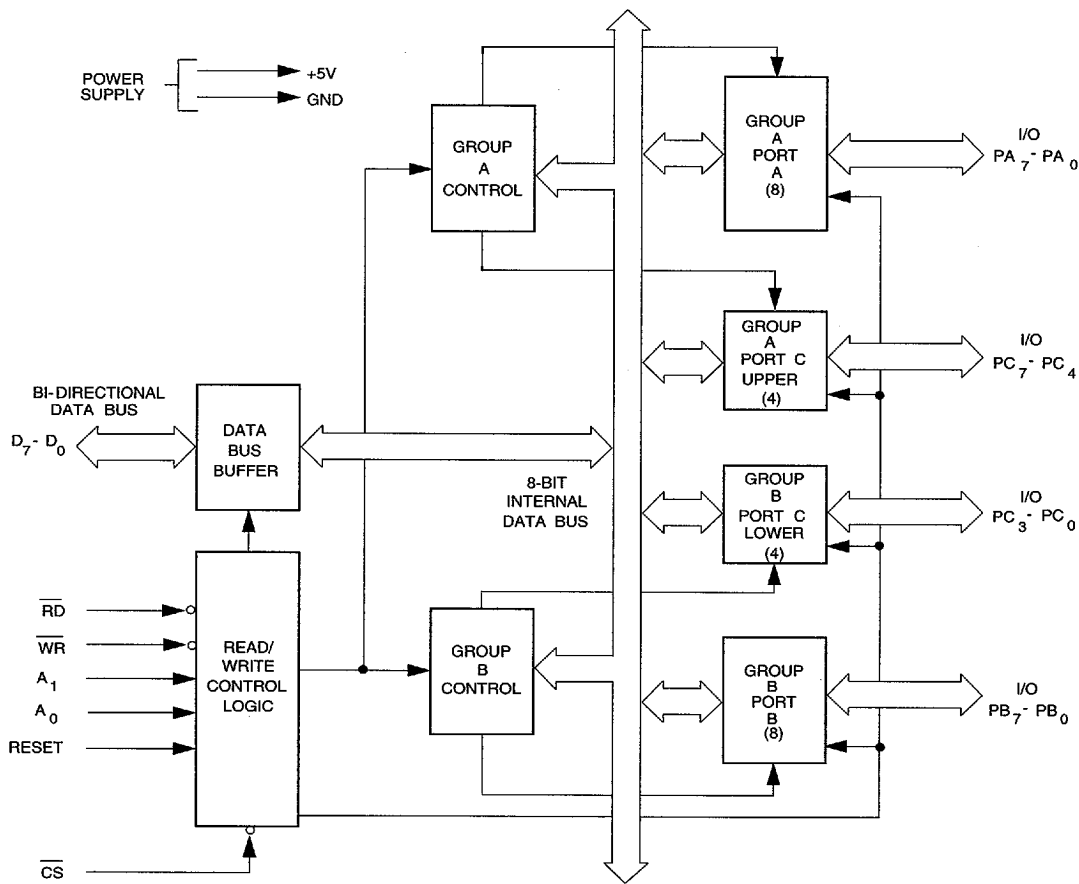 POWER
SUPPLY
+5V
GND
GROUP
A
CONTROL
GROUP
A
PORT
A
(8)
I/O
PA7- PA0
GROUP
A
PORT C
UPPER
(4)
I/O
PC7- PC4
BI-DIRECTIONAL
DATA BUS
D7- D0
DATA
BUS
BUFFER
8-BIT
INTERNAL
DATA BUS
GROUP
B
PORT C
LOWER
(4)
I/O
PC3- PC0
RD
WR
A1
A0
RESET
CS
READ/
WRITE
CONTROL
LOGIC
GROUP
B
CONTROL
GROUP
B
PORT
B
(8)
I/O
PB7- PB0